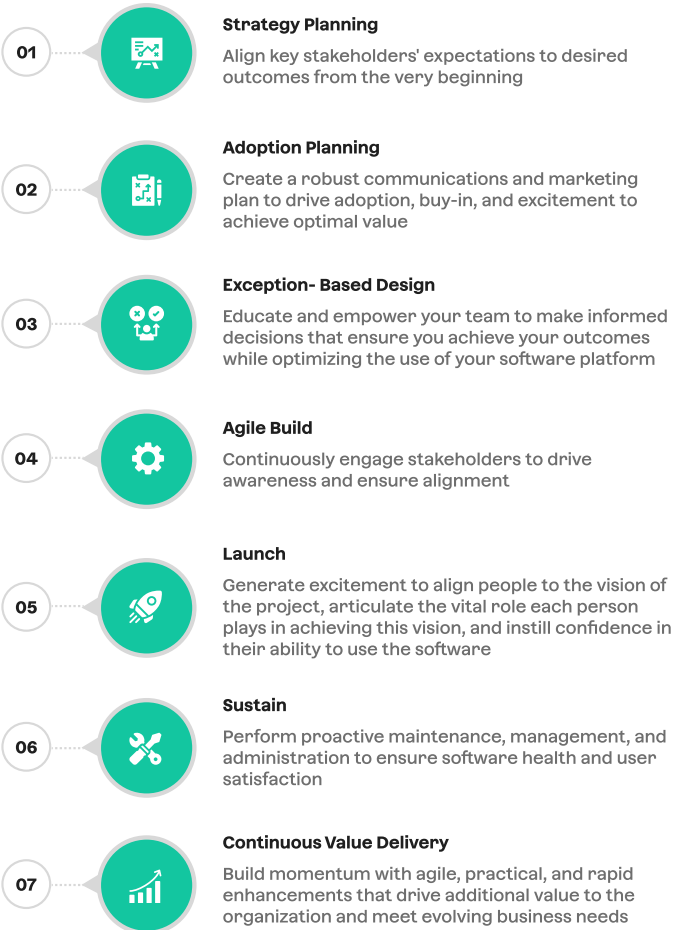 01
Strategy Planning
Align key stakeholders' expectations to desired
outcomes from the very beginning
02
Adoption Planning
Create a robust communications and marketing
plan to drive adoption, buy-in, and excitement to
achieve optimal value
03
Exception- Based Design
Educate and empower your team to make informed
decisions that ensure you achieve your outcomes
while optimizing the use of your software platform
04
Agile Build
Continuously engage stakeholders to drive
awareness and ensure alignment
05
Launch
Generate excitement to align people to the vision of
the project, articulate the vital role each person
plays in achieving this vision, and instill confidence in
their ability to use the software
06
Sustain
Perform proactive maintenance, management, and
administration to ensure software health and user
satisfaction
07
Continuous Value Delivery
Build momentum with agile, practical, and rapid
enhancements that drive additional value to the
organization and meet evolving business needs